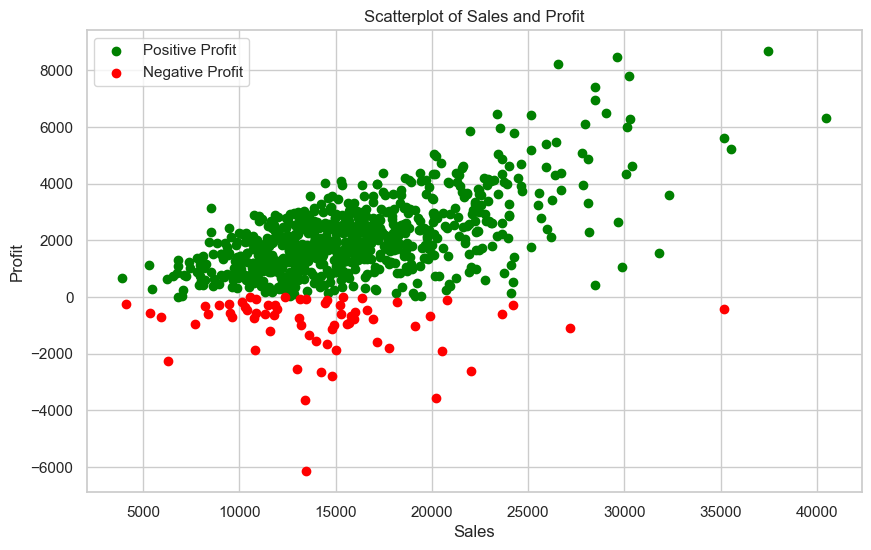 Scatterplot of Sales and Profit
Positive Profit
Negative Profit
8000
6000
4000
2000
0
−2000
−4000
−6000
Profit
5000 10000 15000 20000 25000 30000 35000 40000
Sales